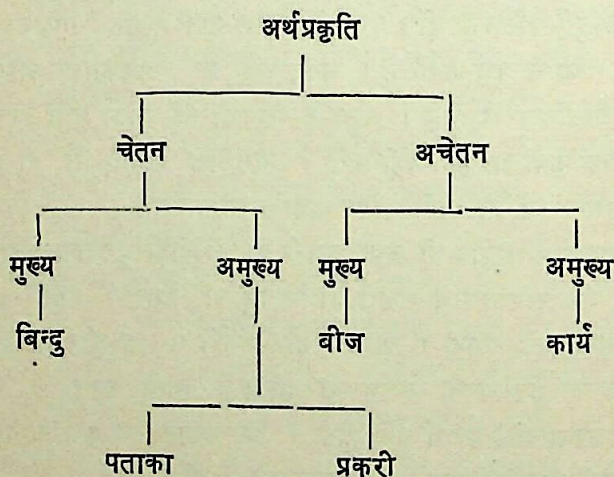 अर्थप्रकृति
चेतन अचेतन
मुख्य अमुख्य मुख्य अमुख्य
बिन्दु बीज कार्य
पताका प्रकरी